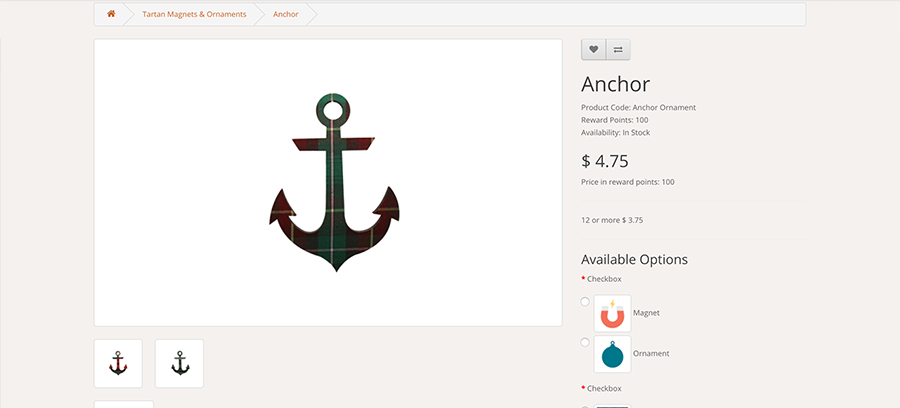 Tartan Magnets & Ornaments
Anchor
Anchor
Product Code: Anchor Ornament
Reward Points: 100
Availability: In Stock
$ 4.75
Price in reward points: 100
12 or more $ 3.75
Available Options
* Checkbox
Magnet
Ornament
* Checkbox